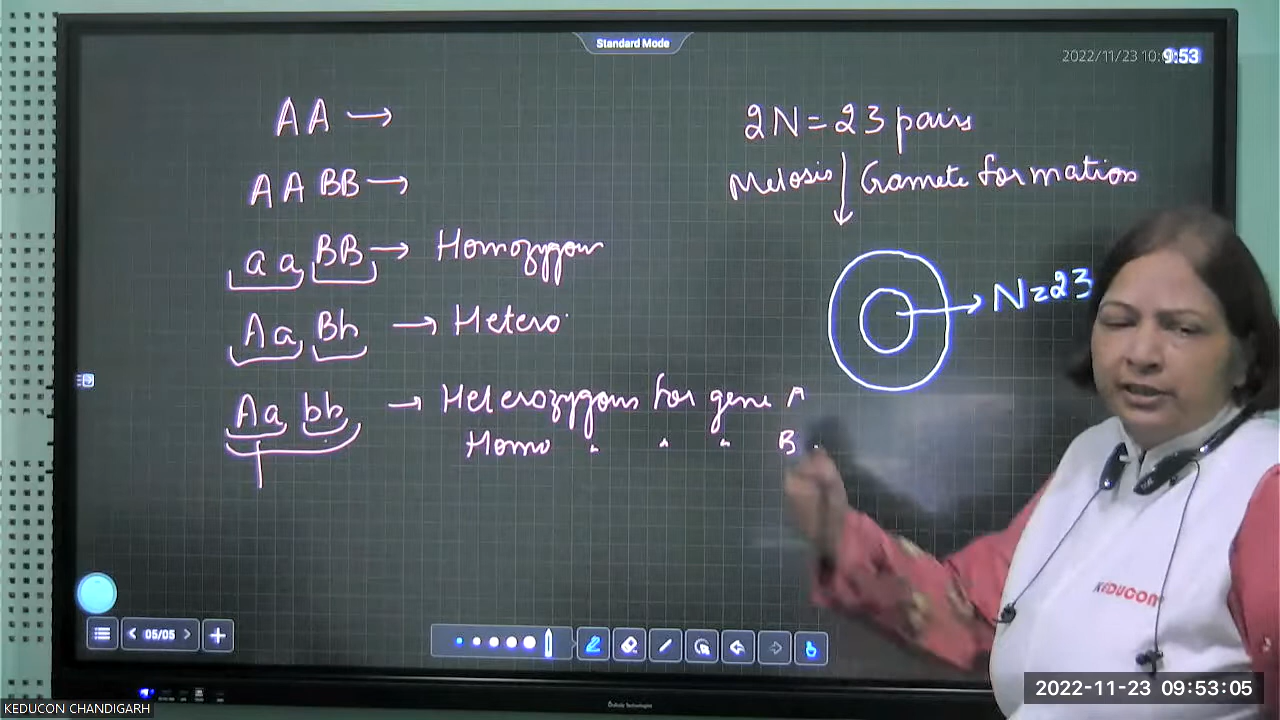 Standard Mode
2022/11/23 10:
9:53
AA →
AA BB →
aa BB → Homozygous
Aa Bb → Hetero
Aa bb → Heterozygous for gene A
Homo " " " B
2N = 23 pairs
Meiosis ↓ Gamete formation
→ N = 23
05/05
KEDUCON
2022-11-23 09:53:05
KEDUCON CHANDIGARH